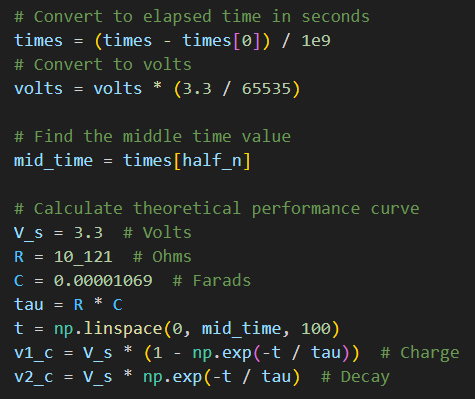 # Convert to elapsed time in seconds
times = (times - times[0]) / 1e9
# Convert to volts
volts = volts * (3.3 / 65535)

# Find the middle time value
mid_time = times[half_n]

# Calculate theoretical performance curve
V_s = 3.3  # Volts
R = 10_121  # Ohms
C = 0.00001069  # Farads
tau = R * C
t = np.linspace(0, mid_time, 100)
v1_c = V_s * (1 - np.exp(-t / tau))  # Charge
v2_c = V_s * np.exp(-t / tau)  # Decay